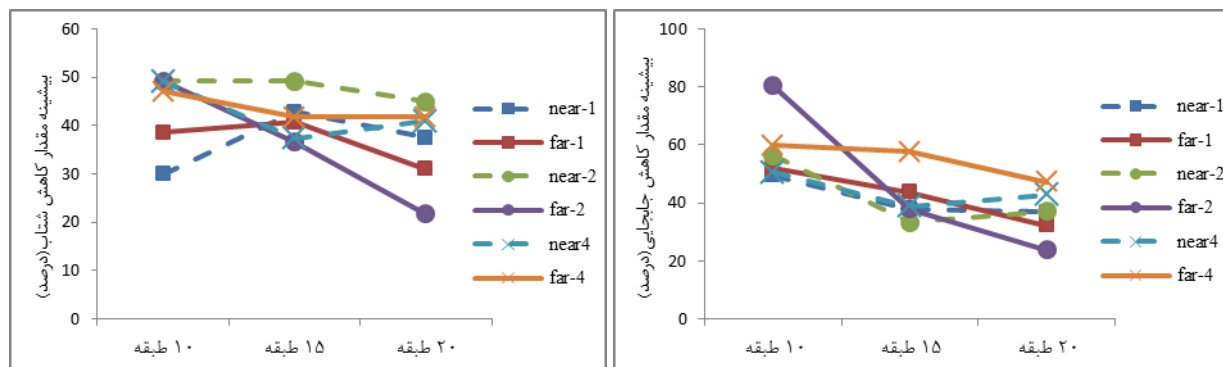 بیشینه مقدار کاهش شتاب(درصد)
60
50
40
30
20
10
0
۱۰ طبقه
۱۵ طبقه
۲۰ طبقه
near-1
far-1
near-2
far-2
near4
far-4
بیشینه مقدار کاهش جابجایی(درصد)
100
80
60
40
20
0
۱۰ طبقه
۱۵ طبقه
۲۰ طبقه
near-1
far-1
near-2
far-2
near4
far-4